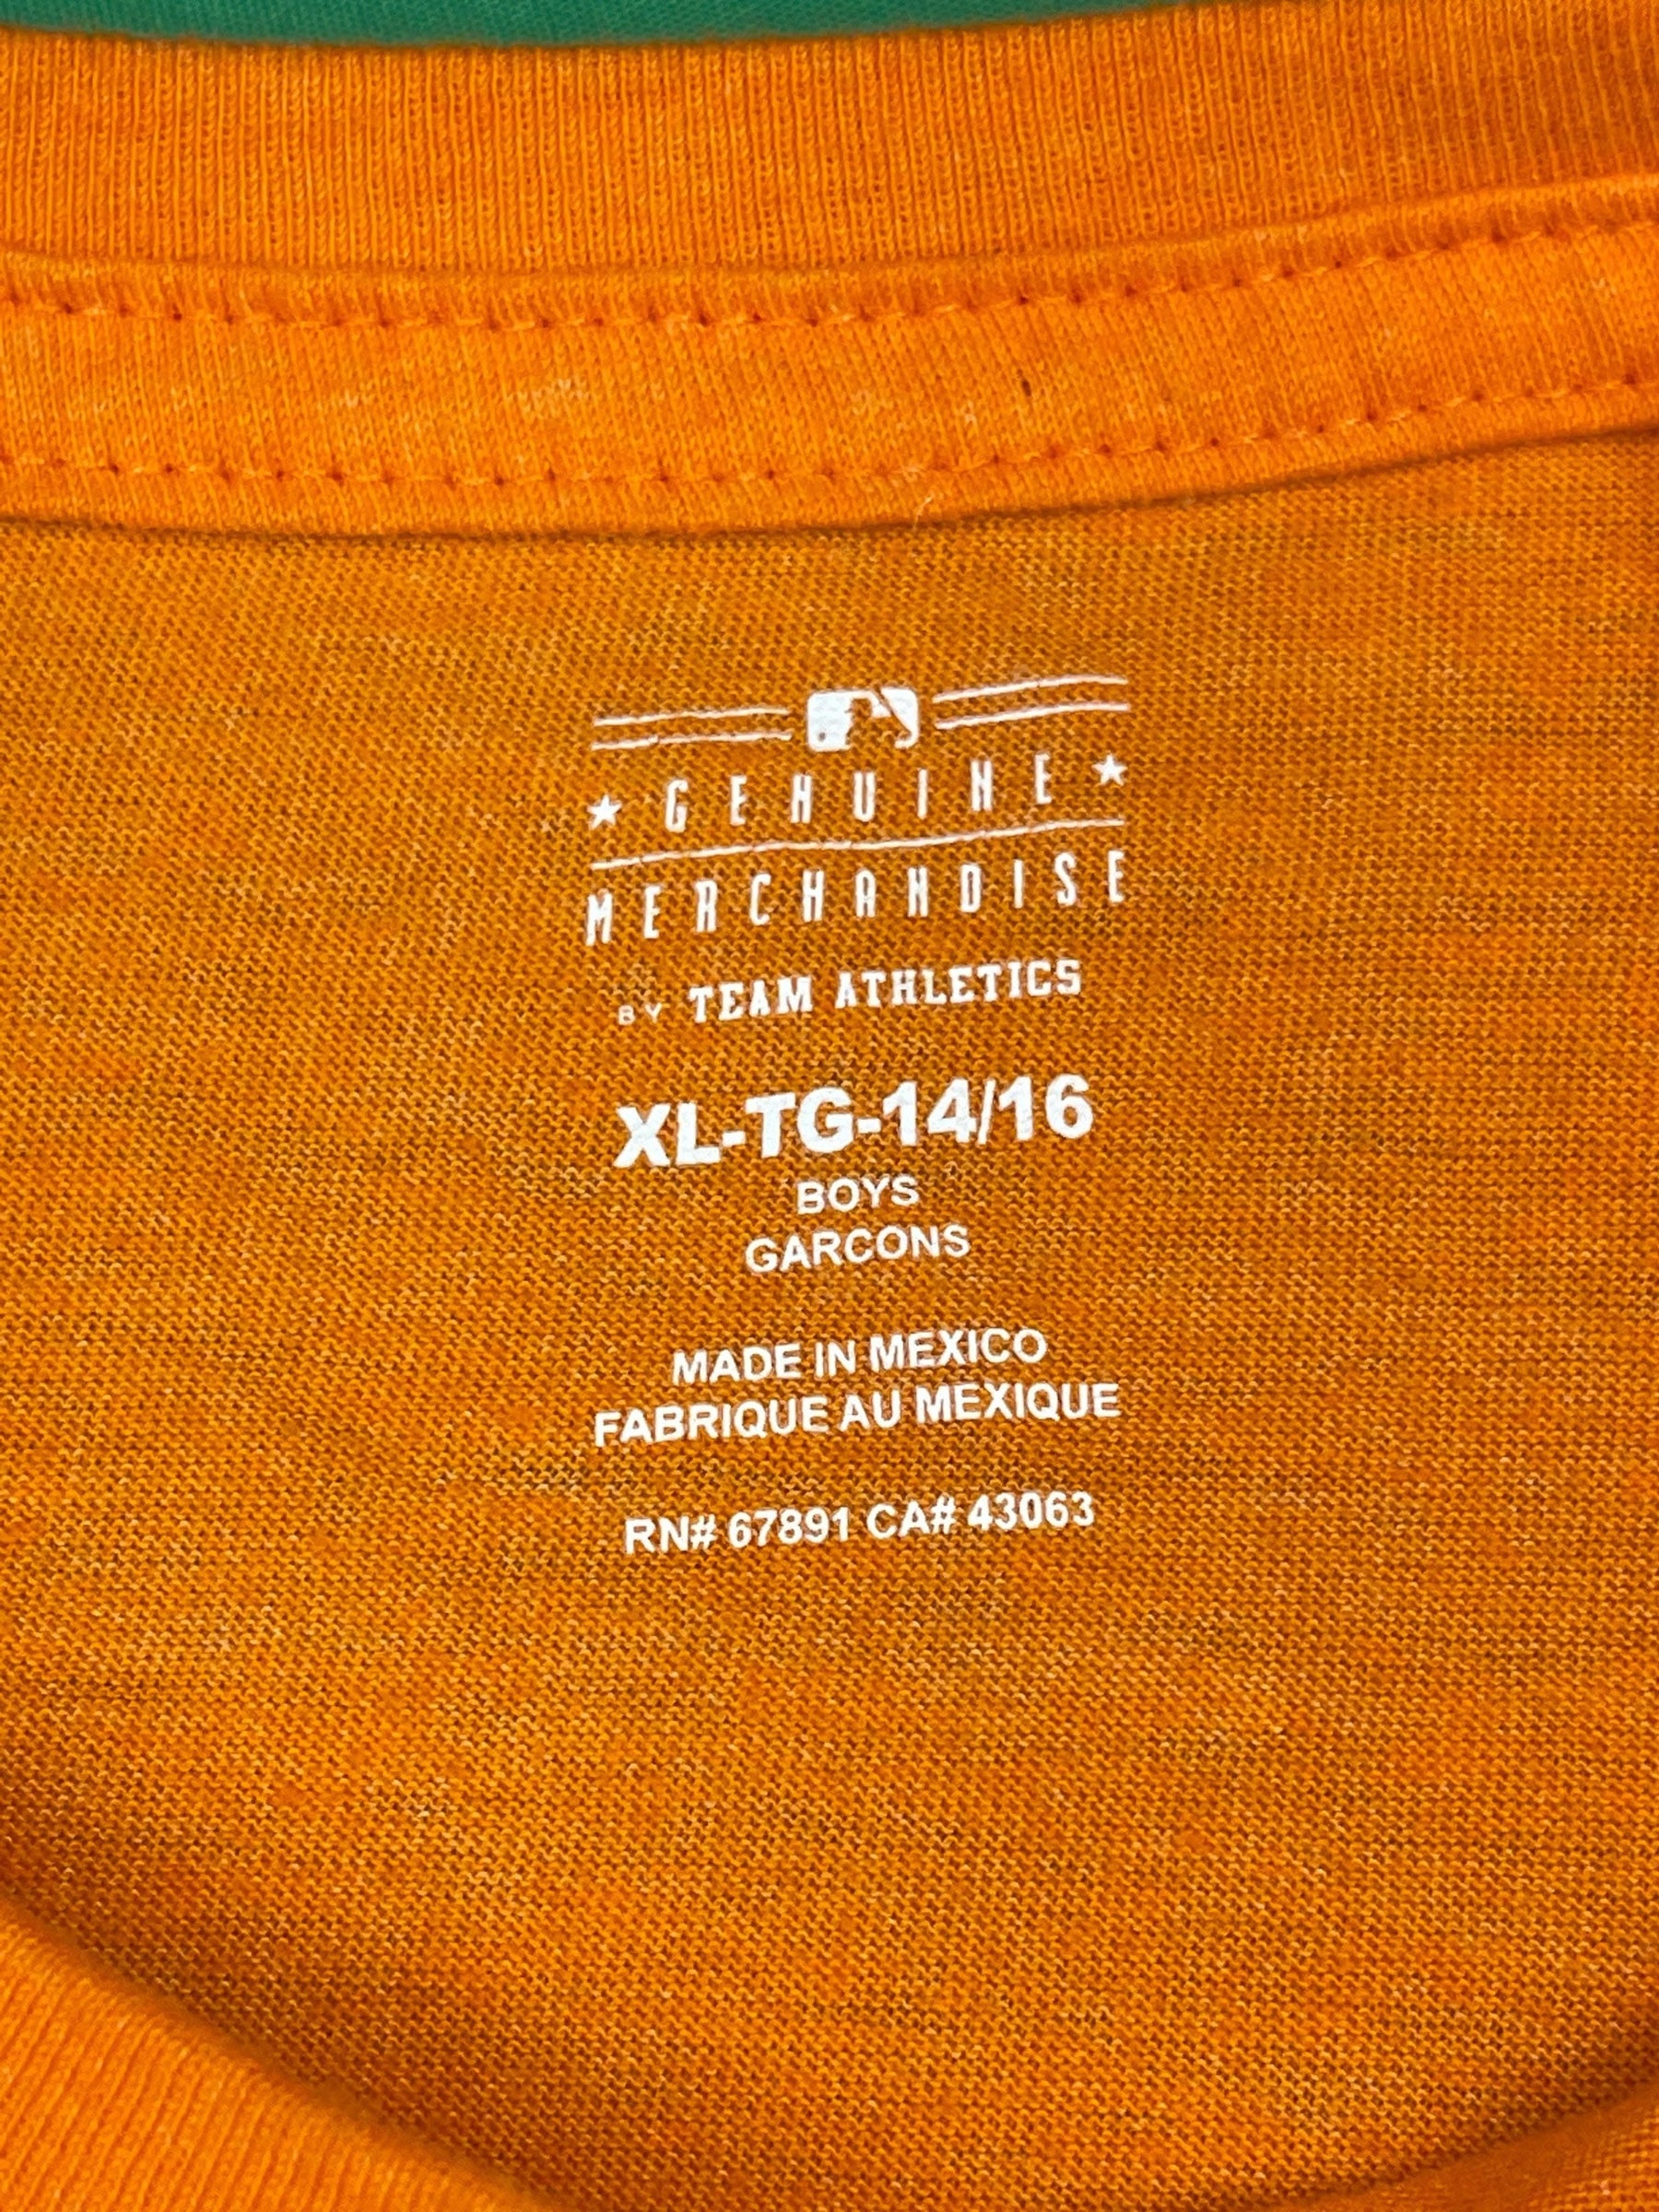 GENUINE
MERCHANDISE
BY TEAM ATHLETICS
XL-TG-14/16
BOYS
GARCONS
MADE IN MEXICO
FABRIQUE AU MEXIQUE
RN# 67891 CA# 43063